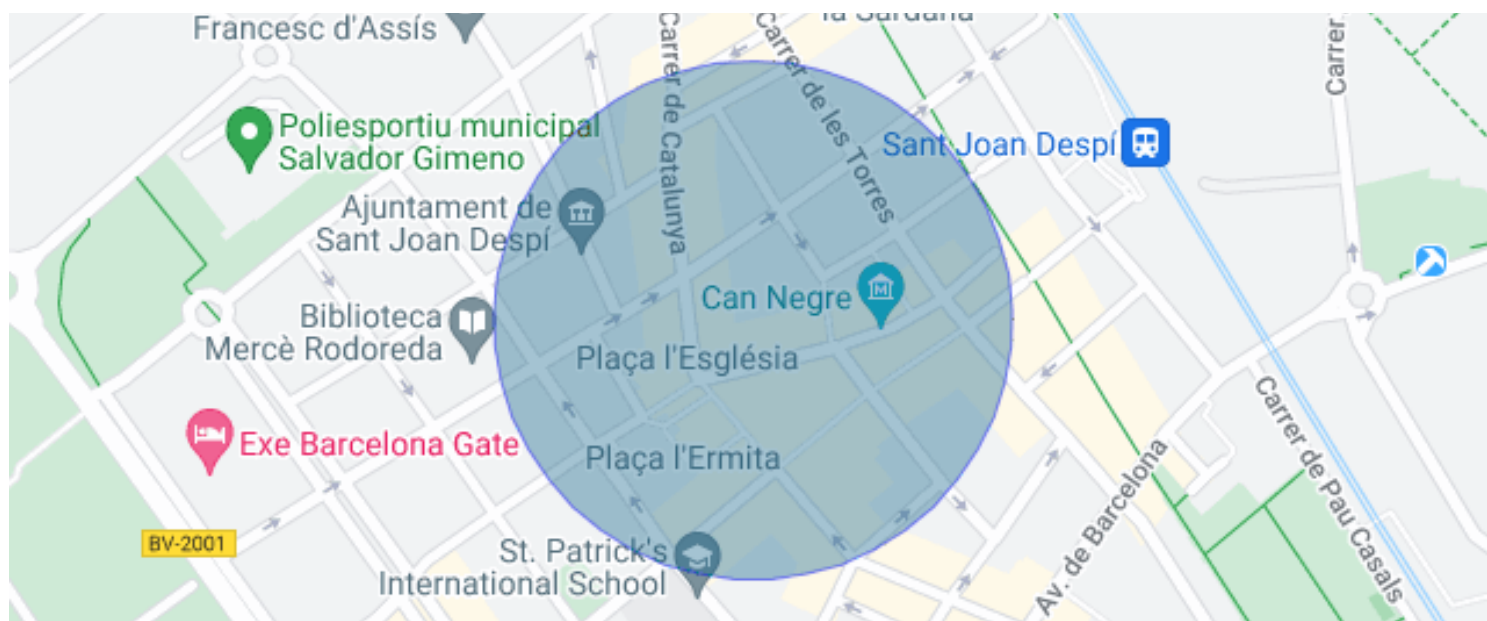 la Sardana
Francesc d'Assís
Carrer de Catalunya
Carrer de les Torres
Carrer
Poliesportiu municipal
Salvador Gimeno
Sant Joan Despí
Ajuntament de
Sant Joan Despí
Can Negre
M
Biblioteca
Mercè Rodoreda
Plaça l'Església
Exe Barcelona Gate
Plaça l'Ermita
Carrer de Pau Casals
Av. de Barcelona
BV-2001
St. Patrick's
International School